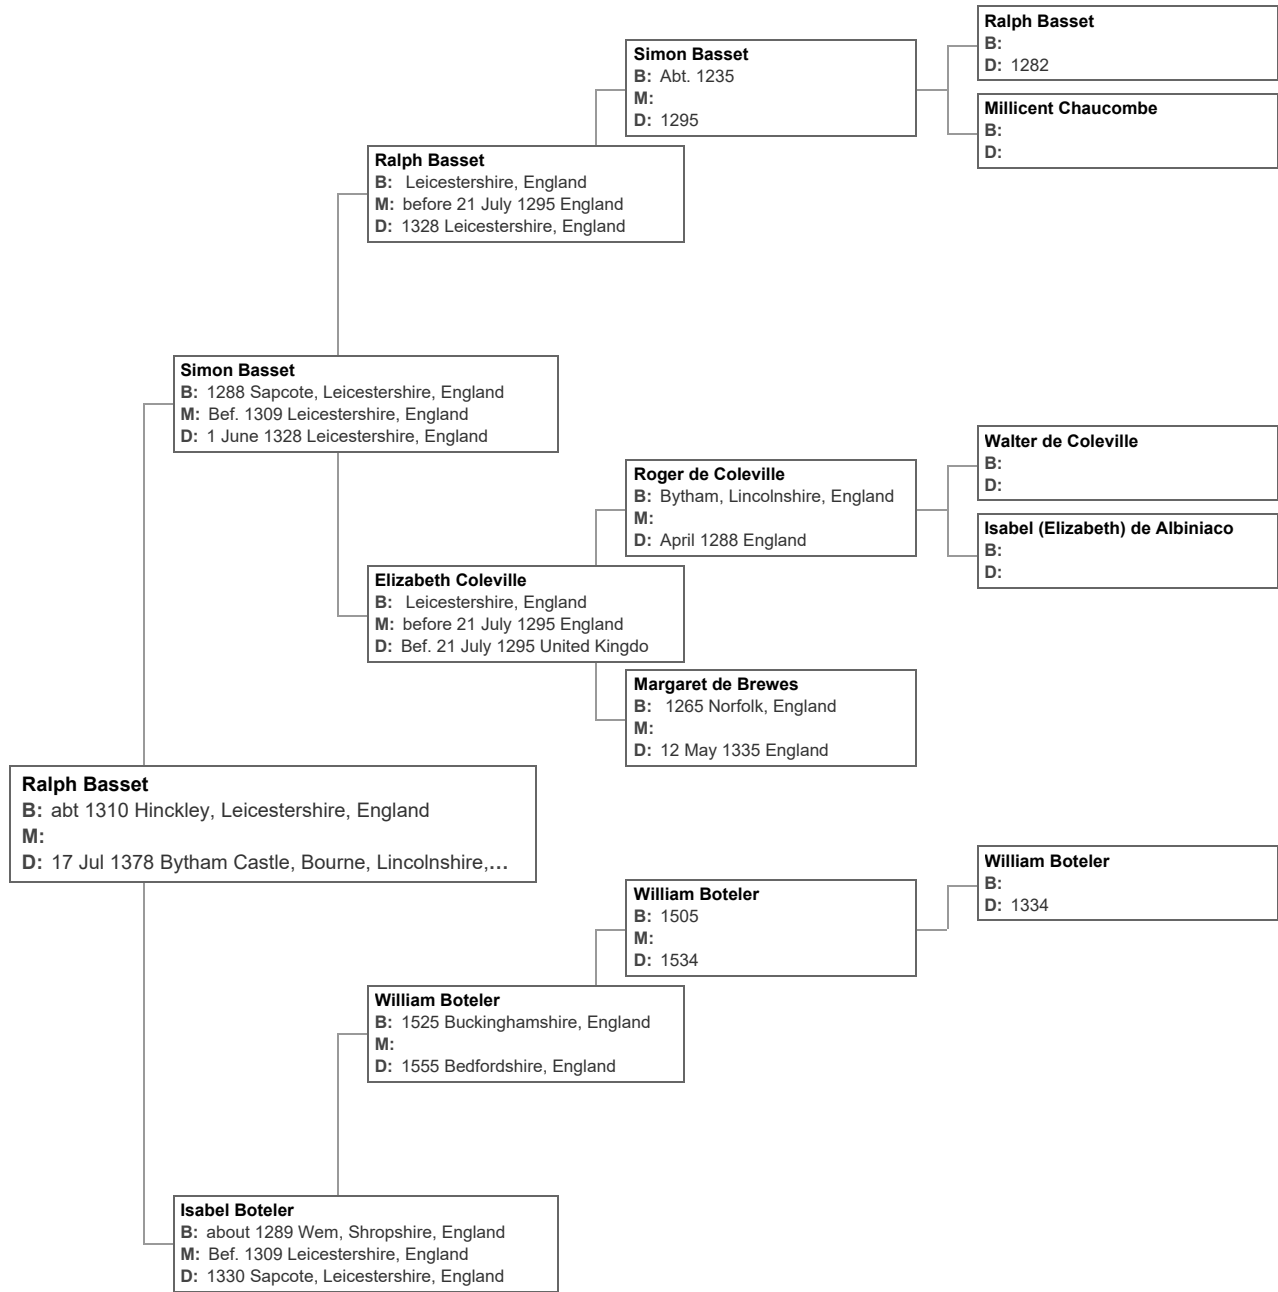 Ralph Basset
B:
D: 1282
Simon Basset
B: Abt. 1235
M:
D: 1295
Millicent Chaucombe
B:
D:
Ralph Basset
B: Leicestershire, England
M: before 21 July 1295 England
D: 1328 Leicestershire, England
Simon Basset
B: 1288 Sapcote, Leicestershire, England
M: Bef. 1309 Leicestershire, England
D: 1 June 1328 Leicestershire, England
Walter de Coleville
B:
D:
Roger de Coleville
B: Bytham, Lincolnshire, England
M:
D: April 1288 England
Isabel (Elizabeth) de Albiniaco
B:
D:
Elizabeth Coleville
B: Leicestershire, England
M: before 21 July 1295 England
D: Bef. 21 July 1295 United Kingdo
Margaret de Brewes
B: 1265 Norfolk, England
M:
D: 12 May 1335 England
Ralph Basset
B: abt 1310 Hinckley, Leicestershire, England
M:
D: 17 Jul 1378 Bytham Castle, Bourne, Lincolnshire,...
William Boteler
B:
D: 1334
William Boteler
B: 1505
M:
D: 1534
William Boteler
B: 1525 Buckinghamshire, England
M:
D: 1555 Bedfordshire, England
Isabel Boteler
B: about 1289 Wem, Shropshire, England
M: Bef. 1309 Leicestershire, England
D: 1330 Sapcote, Leicestershire, England